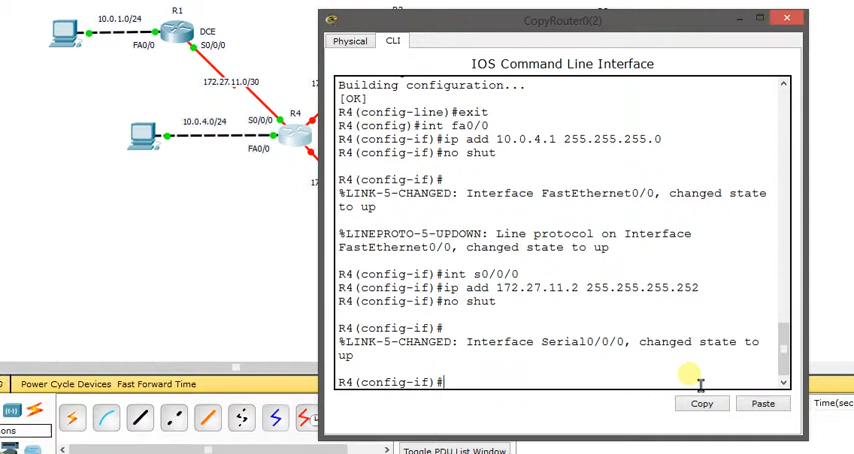 CopyRouter0(2)
Physical
CLI
IOS Command Line Interface
Building configuration...
[OK]
R4(config-line)#exit
R4(config)#int fa0/0
R4(config-if)#ip add 10.0.4.1 255.255.255.0
R4(config-if)#no shut
R4(config-if)#
%LINK-5-CHANGED: Interface FastEthernet0/0, changed state
to up
%LINEPROTO-5-UPDOWN: Line protocol on Interface
FastEthernet0/0, changed state to up
R4(config-if)#int s0/0/0
R4(config-if)#ip add 172.27.11.2 255.255.255.252
R4(config-if)#no shut
R4(config-if)#
%LINK-5-CHANGED: Interface Serial0/0/0, changed state to
up
R4(config-if)#
Copy
Paste
R1
10.0.1.0/24
DCE
FA0/0
S0/0/0
172.27.11.0/30
R4
10.0.4.0/24
S0/0/0
FA0/0
Power Cycle Devices Fast Forward Time
Time(sec
ons
Toggle PDU List Window